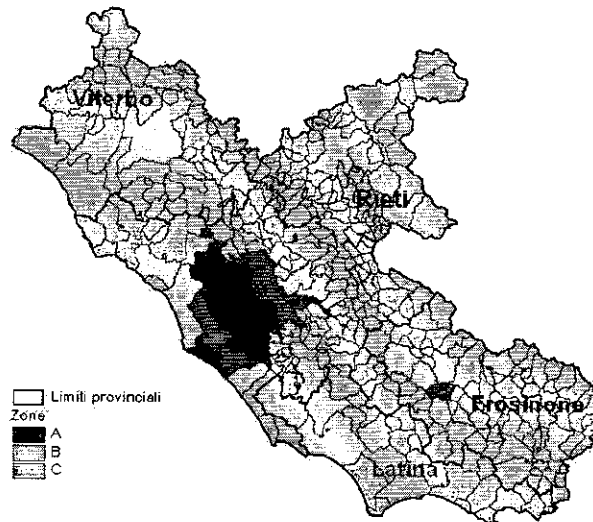 Viterbo
Rieti
Limiti provinciali
Zone
A
B
C
Frosinone
Latina